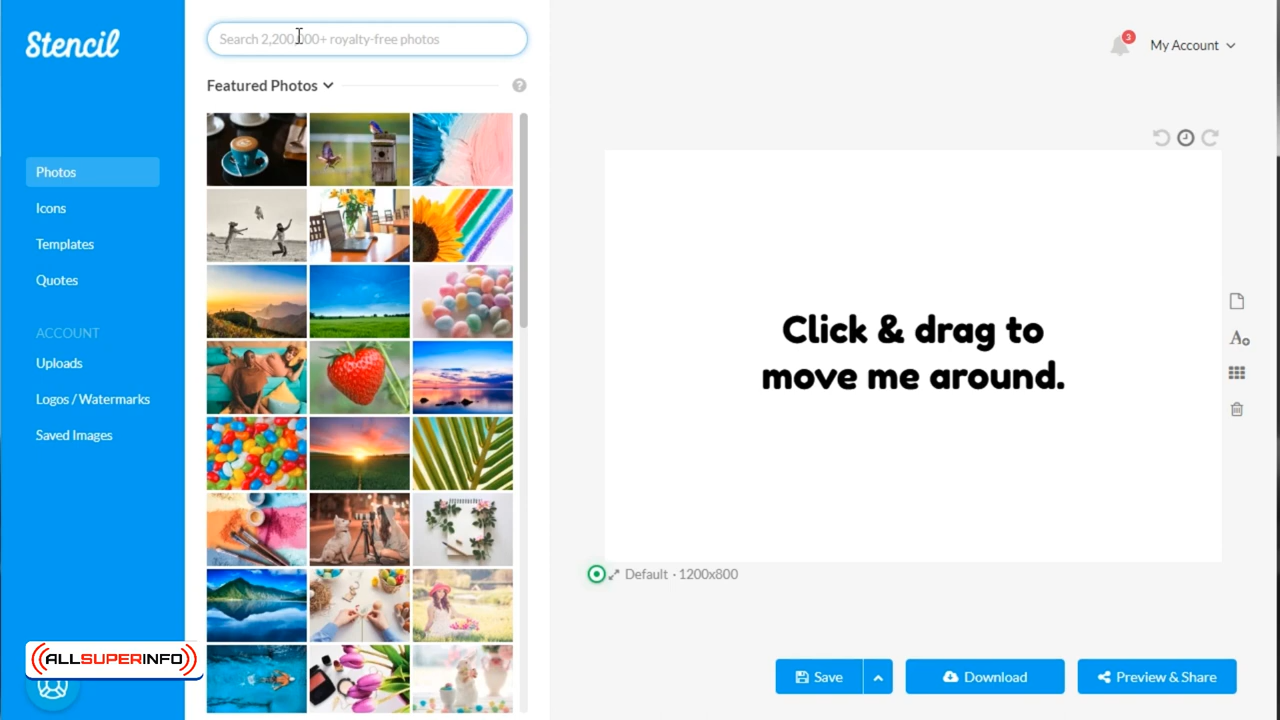 Stencil
Search 2,200,000+ royalty-free photos
3
My Account
Featured Photos
?
Photos
Icons
Templates
Quotes
ACCOUNT
Uploads
Logos / Watermarks
Saved Images
Click & drag to
move me around.
Default · 1200x800
ALLSUPERINFO
Save
Download
Preview & Share